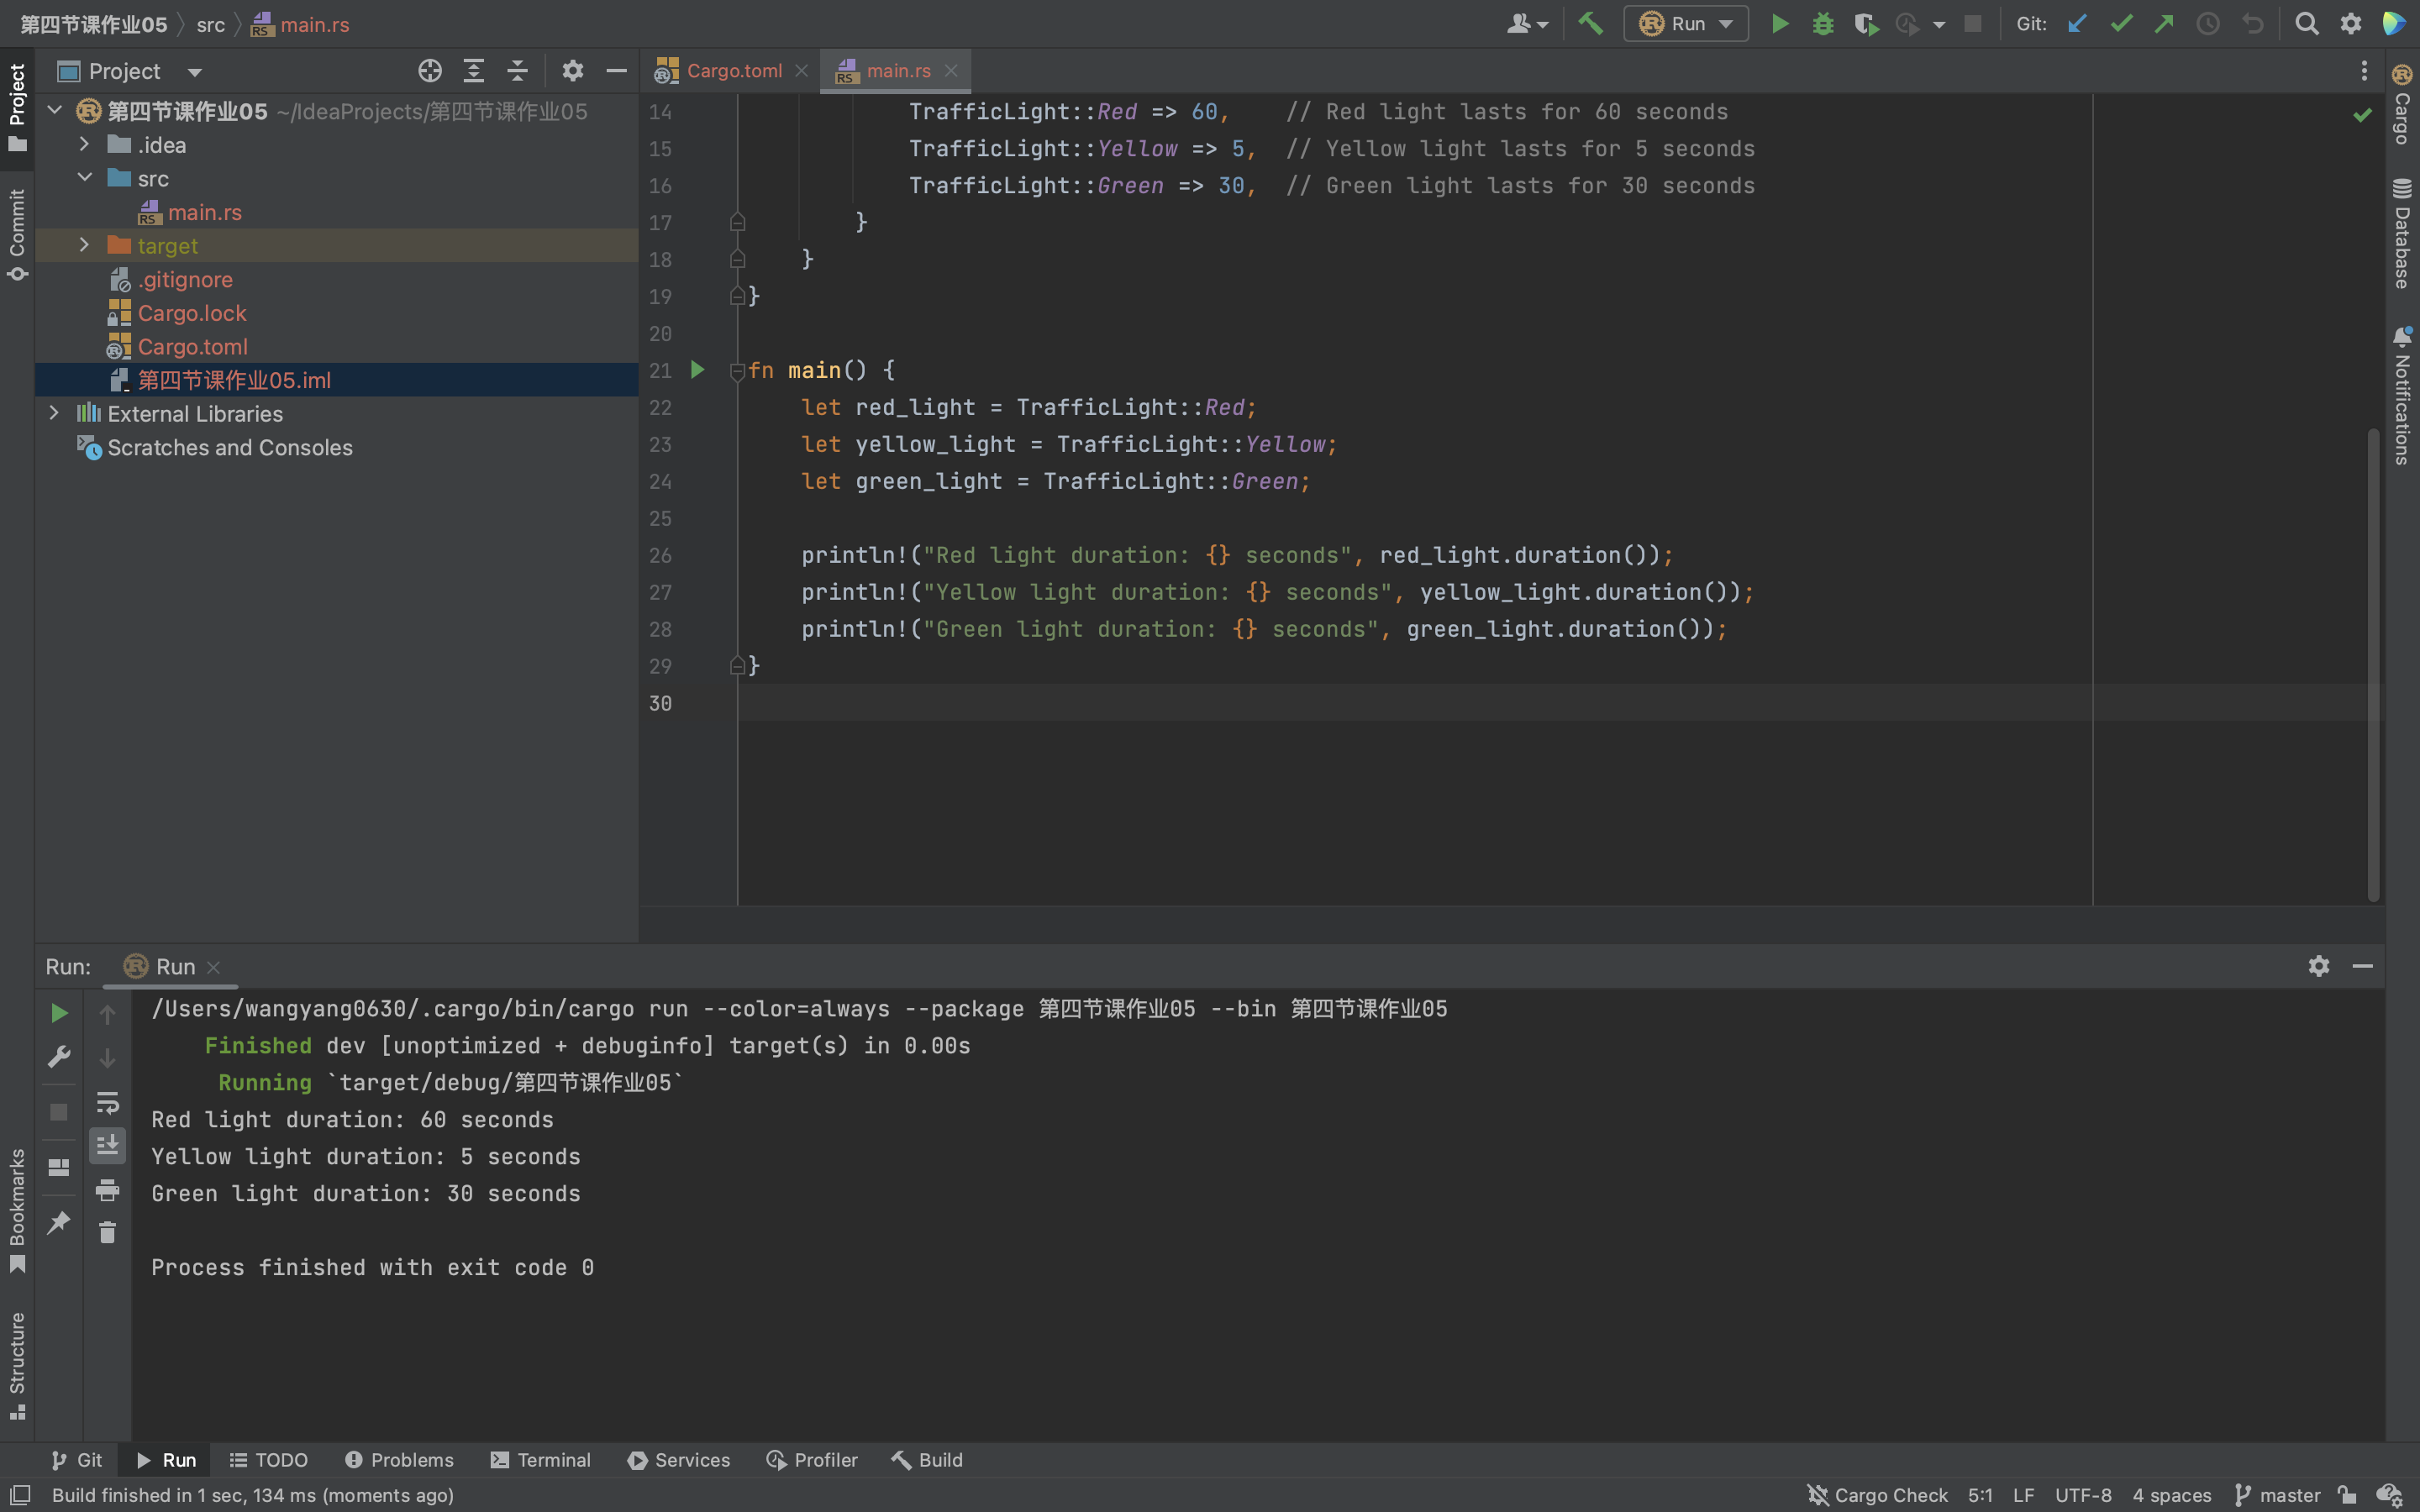 第四节课作业05 src main.rs Run Git:
Project
Cargo.toml main.rs
第四节课作业05 ~/IdeaProjects/第四节课作业05
.idea
src
main.rs
target
.gitignore
Cargo.lock
Cargo.toml
第四节课作业05.iml
External Libraries
Scratches and Consoles
Project
Commit
Bookmarks
Structure
14 TrafficLight::Red => 60, // Red light lasts for 60 seconds
15 TrafficLight::Yellow => 5, // Yellow light lasts for 5 seconds
16 TrafficLight::Green => 30, // Green light lasts for 30 seconds
17 }
18 }
19 }
20
21 fn main() {
22 let red_light = TrafficLight::Red;
23 let yellow_light = TrafficLight::Yellow;
24 let green_light = TrafficLight::Green;
25
26 println!("Red light duration: {} seconds", red_light.duration());
27 println!("Yellow light duration: {} seconds", yellow_light.duration());
28 println!("Green light duration: {} seconds", green_light.duration());
29 }
30
Cargo
Database
Notifications
Run: Run
/Users/wangyang0630/.cargo/bin/cargo run --color=always --package 第四节课作业05 --bin 第四节课作业05
Finished dev [unoptimized + debuginfo] target(s) in 0.00s
Running `target/debug/第四节课作业05`
Red light duration: 60 seconds
Yellow light duration: 5 seconds
Green light duration: 30 seconds
Process finished with exit code 0
Git Run TODO Problems Terminal Services Profiler Build
Build finished in 1 sec, 134 ms (moments ago) Cargo Check 5:1 LF UTF-8 4 spaces master